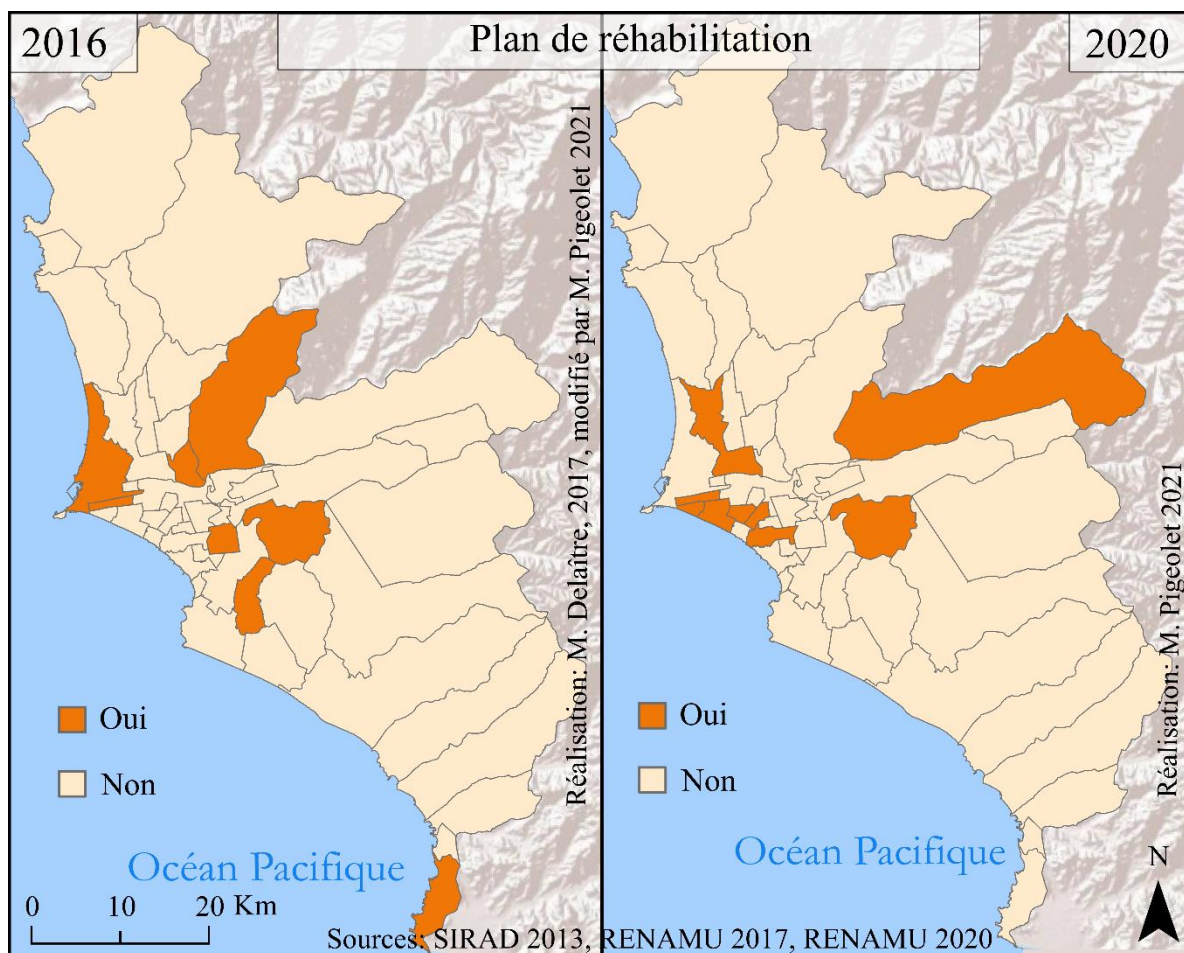 2016
Plan de réhabilitation
2020
Réalisation: M. Delaître, 2017, modifié par M. Pigeolet 2021
Réalisation: M. Pigeolet 2021
Oui
Non
Oui
Non
Océan Pacifique
Océan Pacifique
N
0 10 20 Km
Sources: SIRAD 2013, RENAMU 2017, RENAMU 2020